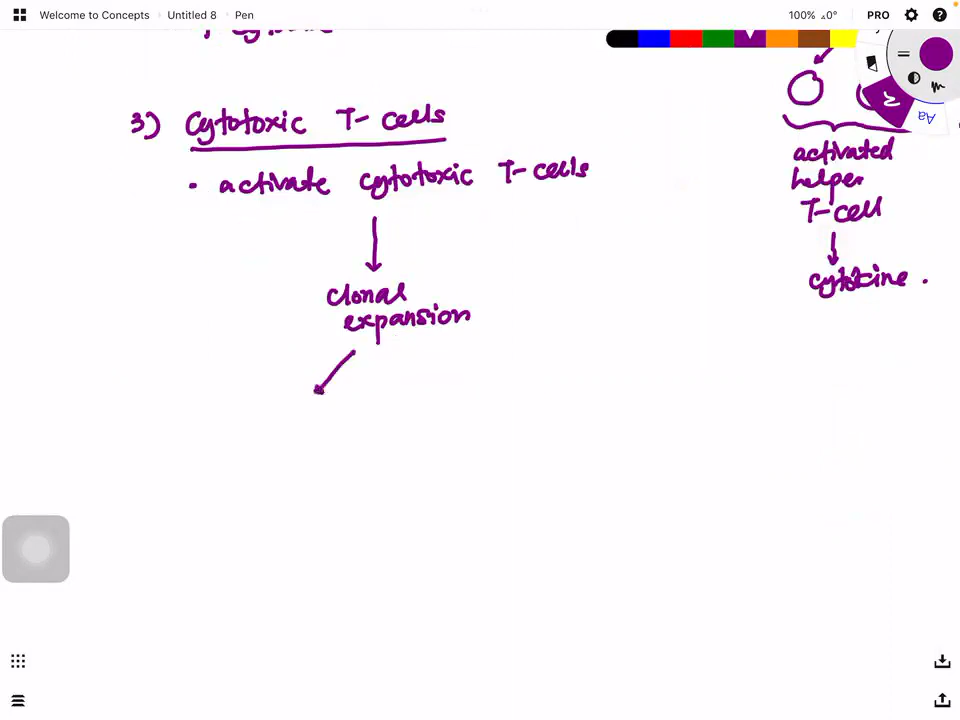 Welcome to Concepts Untitled 8 Pen 100% 0° PRO
3) Cytotoxic T-cells
• activate cytotoxic T-cells
clonal
expansion
Aa
activated
helper
T-cell
cytokine.